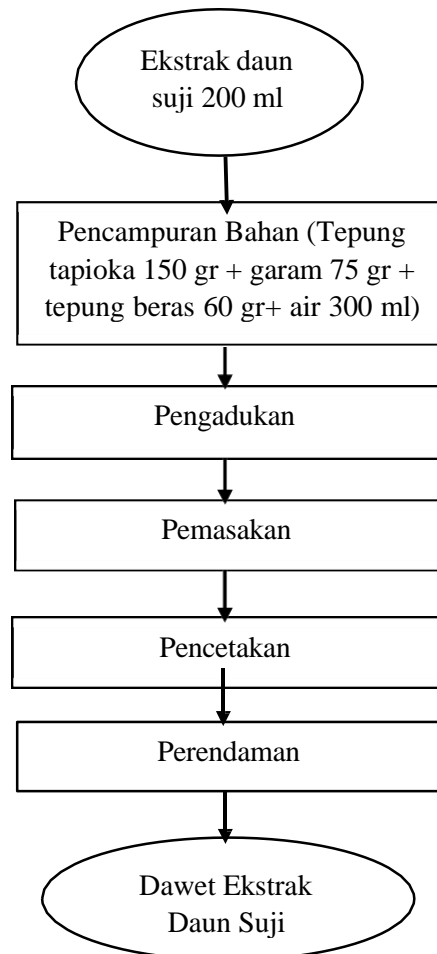 Ekstrak daun
suji 200 ml
Pencampuran Bahan (Tepung
tapioka 150 gr + garam 75 gr +
tepung beras 60 gr+ air 300 ml)
Pengadukan
Pemasakan
Pencetakan
Perendaman
Dawet Ekstrak
Daun Suji